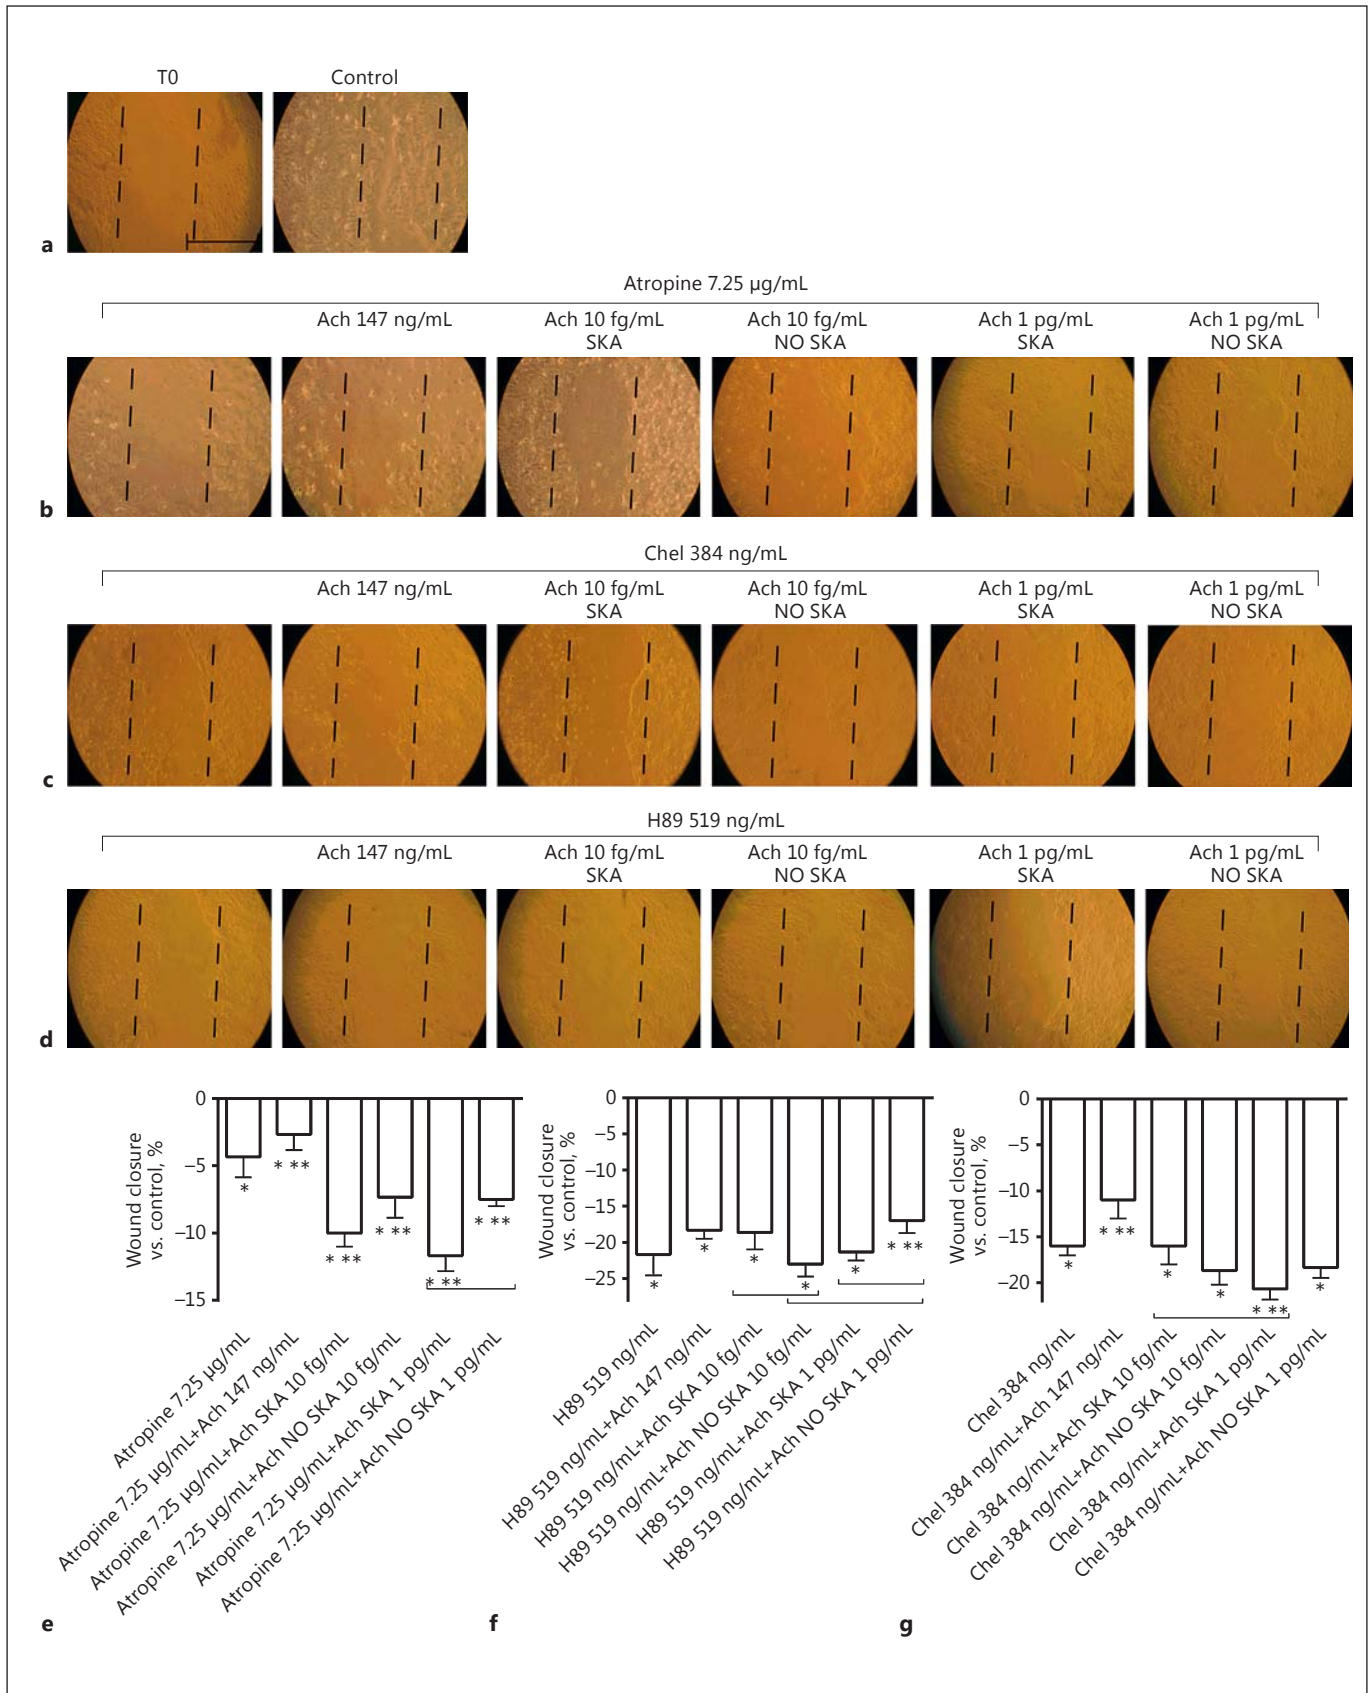 T0 Control
a
Atropine 7.25 µg/mL
Ach 147 ng/mL Ach 10 fg/mL Ach 10 fg/mL Ach 1 pg/mL Ach 1 pg/mL
SKA NO SKA SKA NO SKA
b
Chel 384 ng/mL
Ach 147 ng/mL Ach 10 fg/mL Ach 10 fg/mL Ach 1 pg/mL Ach 1 pg/mL
SKA NO SKA SKA NO SKA
c
H89 519 ng/mL
Ach 147 ng/mL Ach 10 fg/mL Ach 10 fg/mL Ach 1 pg/mL Ach 1 pg/mL
SKA NO SKA SKA NO SKA
d
Wound closure
vs. control, %
0
–5
–10
–15
* 
* **
* **
* **
* **
* **
Atropine 7.25 µg/mL
Atropine 7.25 µg/mL+Ach 147 ng/mL
Atropine 7.25 µg/mL+Ach SKA 10 fg/mL
Atropine 7.25 µg/mL+Ach NO SKA 10 fg/mL
Atropine 7.25 µg/mL+Ach SKA 1 pg/mL
Atropine 7.25 µg/mL+Ach NO SKA 1 pg/mL
e
Wound closure
vs. control, %
0
–5
–10
–15
–20
–25
*
*
*
*
*
* **
H89 519 ng/mL
H89 519 ng/mL+Ach 147 ng/mL
H89 519 ng/mL+Ach SKA 10 fg/mL
H89 519 ng/mL+Ach NO SKA 10 fg/mL
H89 519 ng/mL+Ach SKA 1 pg/mL
H89 519 ng/mL+Ach NO SKA 1 pg/mL
f
Wound closure
vs. control, %
0
–5
–10
–15
–20
*
* **
*
*
* **
*
Chel 384 ng/mL
Chel 384 ng/mL+Ach 147 ng/mL
Chel 384 ng/mL+Ach SKA 10 fg/mL
Chel 384 ng/mL+Ach NO SKA 10 fg/mL
Chel 384 ng/mL+Ach SKA 1 pg/mL
Chel 384 ng/mL+Ach NO SKA 1 pg/mL
g